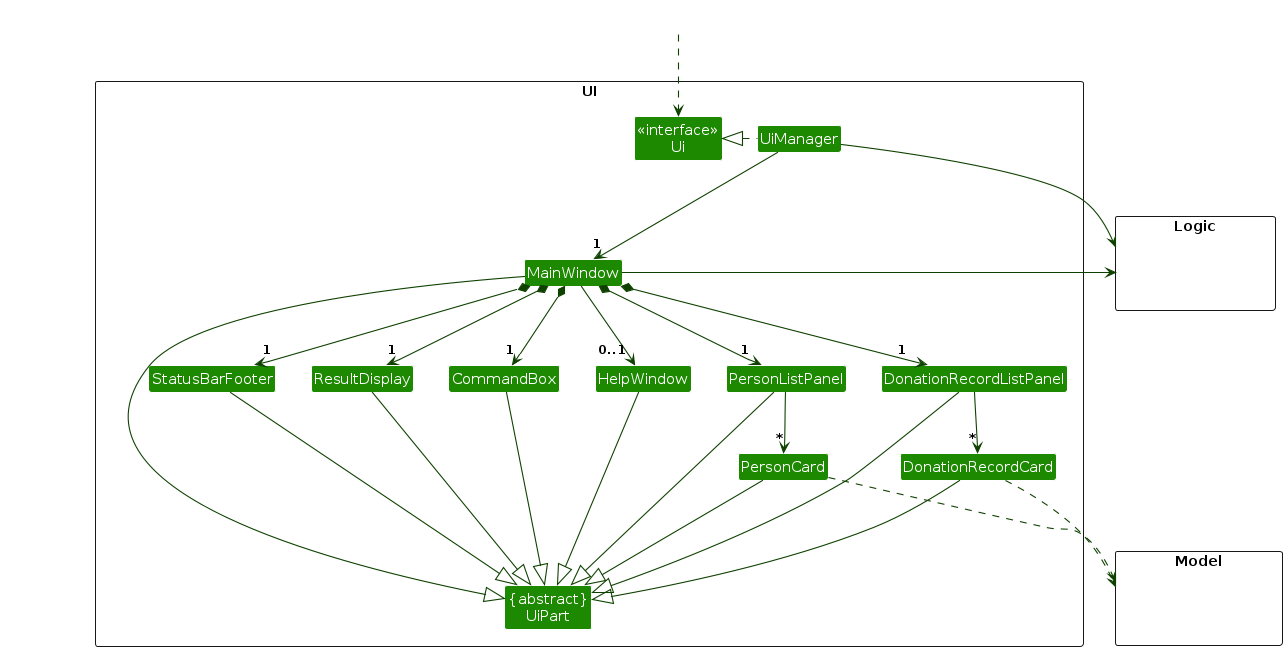 UI
«interface»
Ui
UiManager
Logic
1
MainWindow
1
1
1
0..1
1
1
StatusBarFooter
ResultDisplay
CommandBox
HelpWindow
PersonListPanel
DonationRecordListPanel
*
*
PersonCard
DonationRecordCard
Model
{abstract}
UiPart